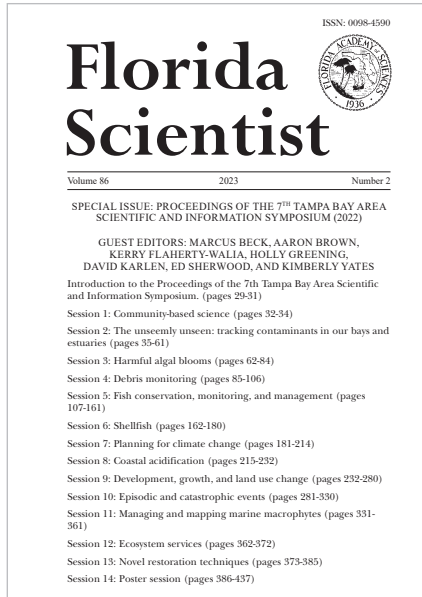 ISSN: 0098-4590
Florida
Scientist
FLORIDA ACADEMY OF SCIENCES
1936
Volume 86 2023 Number 2
SPECIAL ISSUE: PROCEEDINGS OF THE 7TH TAMPA BAY AREA
SCIENTIFIC AND INFORMATION SYMPOSIUM (2022)
GUEST EDITORS: MARCUS BECK, AARON BROWN,
KERRY FLAHERTY-WALIA, HOLLY GREENING,
DAVID KARLEN, ED SHERWOOD, AND KIMBERLY YATES
Introduction to the Proceedings of the 7th Tampa Bay Area Scientific
and Information Symposium. (pages 29-31)
Session 1: Community-based science (pages 32-34)
Session 2: The unseemly unseen: tracking contaminants in our bays and
estuaries (pages 35-61)
Session 3: Harmful algal blooms (pages 62-84)
Session 4: Debris monitoring (pages 85-106)
Session 5: Fish conservation, monitoring, and management (pages
107-161)
Session 6: Shellfish (pages 162-180)
Session 7: Planning for climate change (pages 181-214)
Session 8: Coastal acidification (pages 215-232)
Session 9: Development, growth, and land use change (pages 232-280)
Session 10: Episodic and catastrophic events (pages 281-330)
Session 11: Managing and mapping marine macrophytes (pages 331-
361)
Session 12: Ecosystem services (pages 362-372)
Session 13: Novel restoration techniques (pages 373-385)
Session 14: Poster session (pages 386-437)